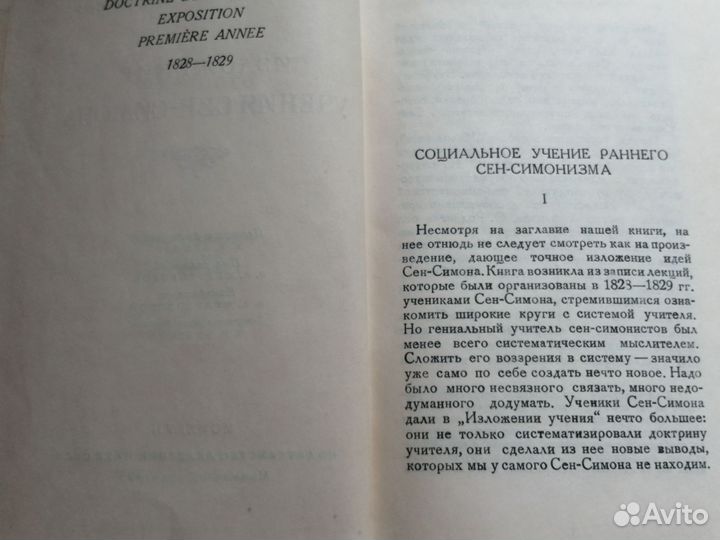 EXPOSITION
PREMIÈRE ANNÉE
1828—1829
СОЦИАЛЬНОЕ УЧЕНИЕ РАННЕГО
СЕН-СИМОНИЗМА
I
Несмотря на заглавие нашей книги, на
нее отнюдь не следует смотреть как на произ-
ведение, дающее точное изложение идей
Сен-Симона. Книга возникла из записи лекций,
которые были организованы в 1828—1829 гг.
учениками Сен-Симона, стремившимися озна-
комить широкие круги с системой учителя.
Но гениальный учитель сен-симонистов был
менее всего систематическим мыслителем.
Сложить его воззрения в систему — значило
уже само по себе создать нечто новое. Надо
было много несвязного связать, много недо-
думанного додумать. Ученики Сен-Симона
дали в „Изложении учения“ нечто большее:
они не только систематизировали доктрину
учителя, они сделали из нее новые выводы,
которых мы у самого Сен-Симона не находим.
Avito